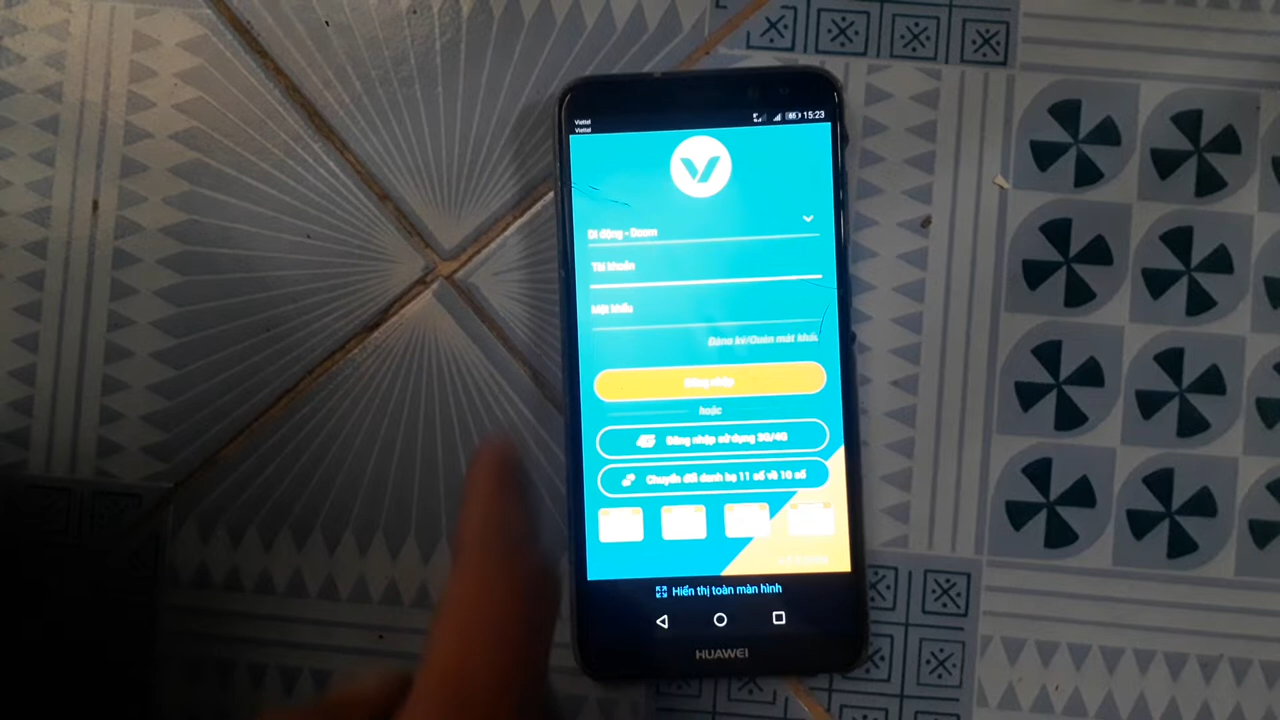 Viettel
Viettel
65 15:23
Di động - Dcom
Tài khoản
Mật khẩu
Đăng ký/Quên mật khẩu
Đăng nhập
hoặc
4G Đăng nhập sử dụng 3G/4G
Chuyển đổi danh bạ 11 số về 10 số
Hiển thị toàn màn hình
HUAWEI